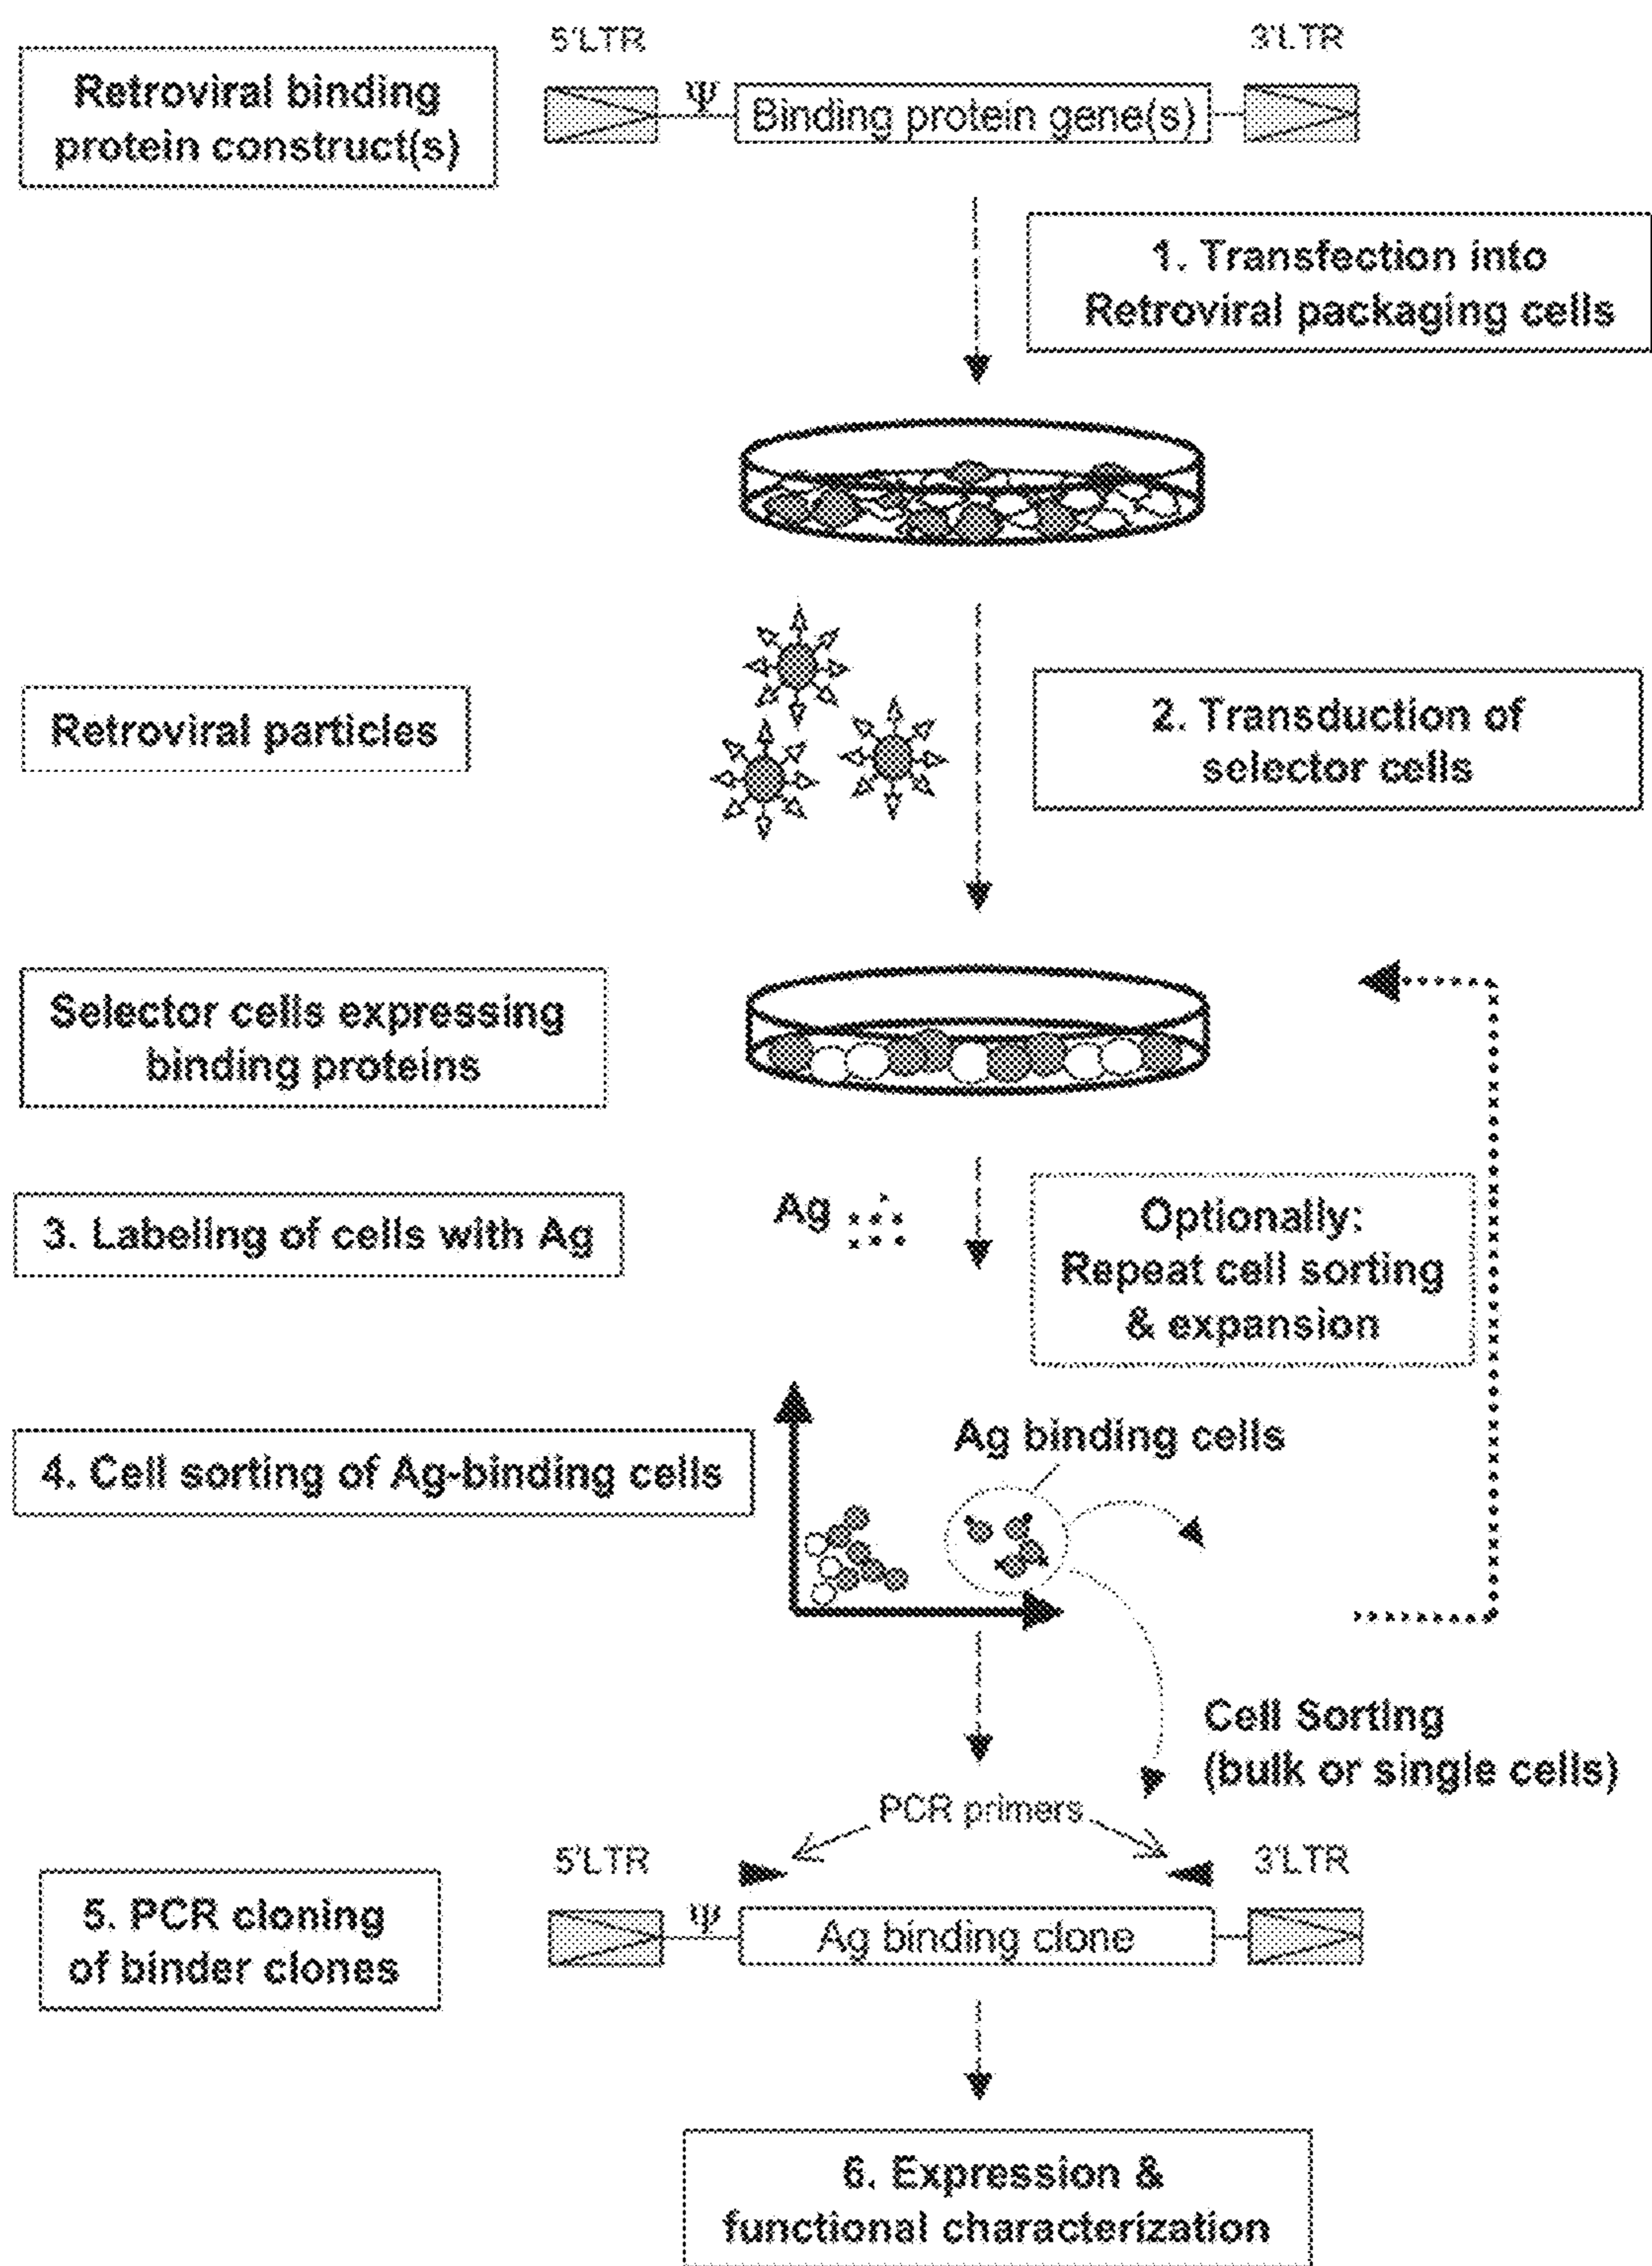 5'LTR
3'LTR
Retroviral binding
protein construct(s)
Ψ
Binding protein gene(s)
1. Transfection into
Retroviral packaging cells
Retroviral particles
2. Transduction of
selector cells
Selector cells expressing
binding proteins
3. Labeling of cells with Ag
Ag
Optionally:
Repeat cell sorting
& expansion
4. Cell sorting of Ag-binding cells
Ag binding cells
Cell Sorting
(bulk or single cells)
PCR primers
5'LTR
3'LTR
5. PCR cloning
of binder clones
Ψ
Ag binding clone
6. Expression &
functional characterization